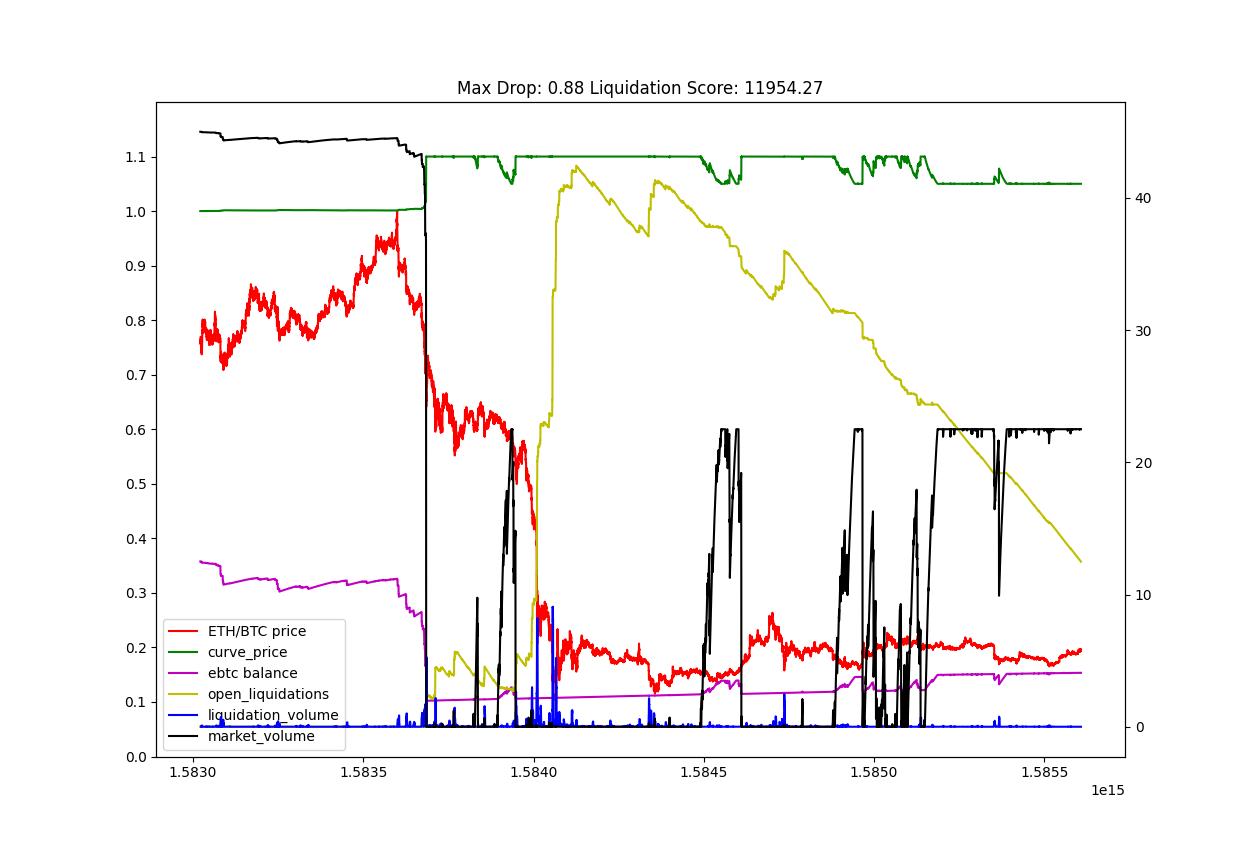 Max Drop: 0.88 Liquidation Score: 11954.27
1.1
1.0
0.9
0.8
0.7
0.6
0.5
0.4
0.3
0.2
0.1
0.0
40
30
20
10
0
ETH/BTC price
curve_price
ebtc balance
open_liquidations
liquidation_volume
market_volume
1.5830 1.5835 1.5840 1.5845 1.5850 1.5855
1e15